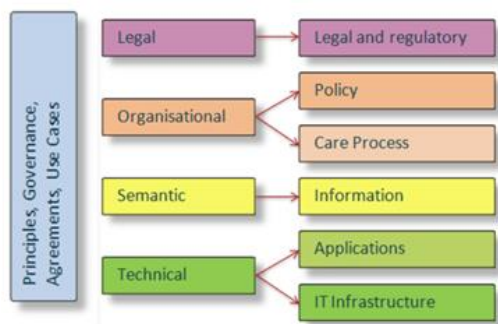 Principles, Governance,
Agreements, Use Cases
Legal
Legal and regulatory
Organisational
Policy
Care Process
Semantic
Information
Technical
Applications
IT Infrastructure